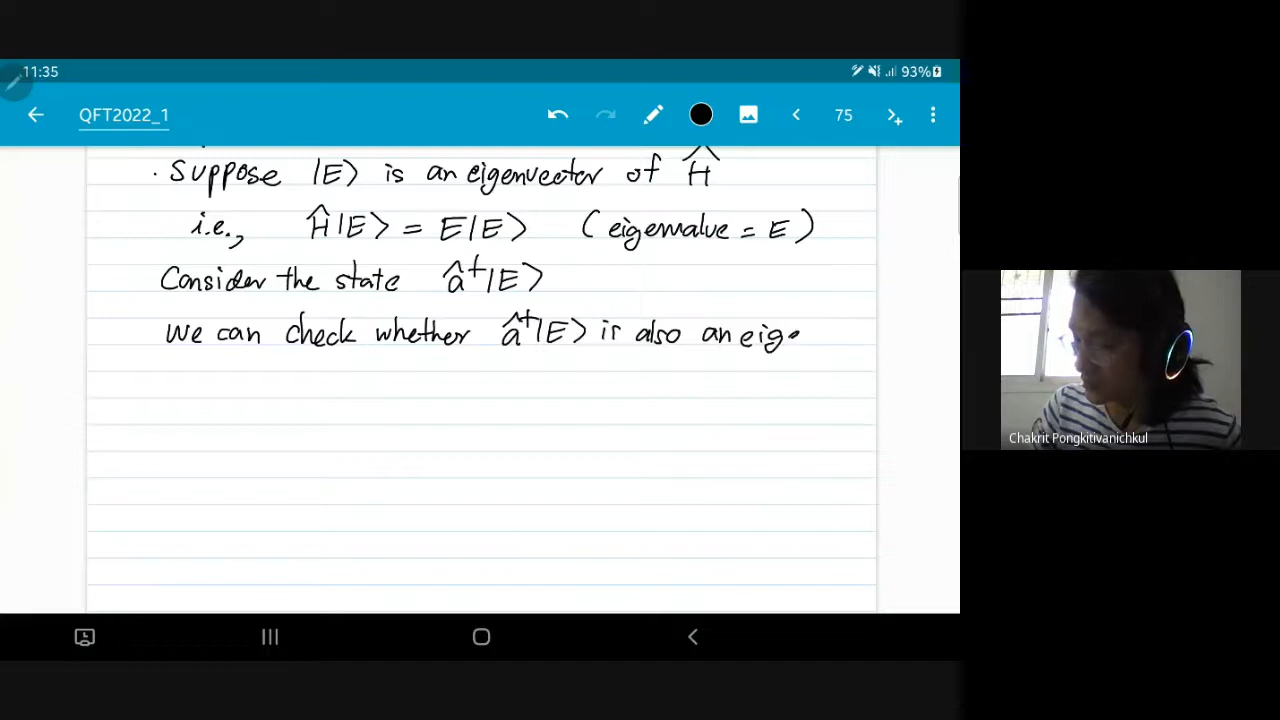 11:35
93%
QFT2022_1
75
· Suppose |E⟩ is an eigenvector of Ĥ
i.e., Ĥ|E⟩ = E|E⟩ (eigenvalue = E)
Consider the state â†|E⟩
We can check whether â†|E⟩ is also an eige
Chakrit Pongkitivanichkul